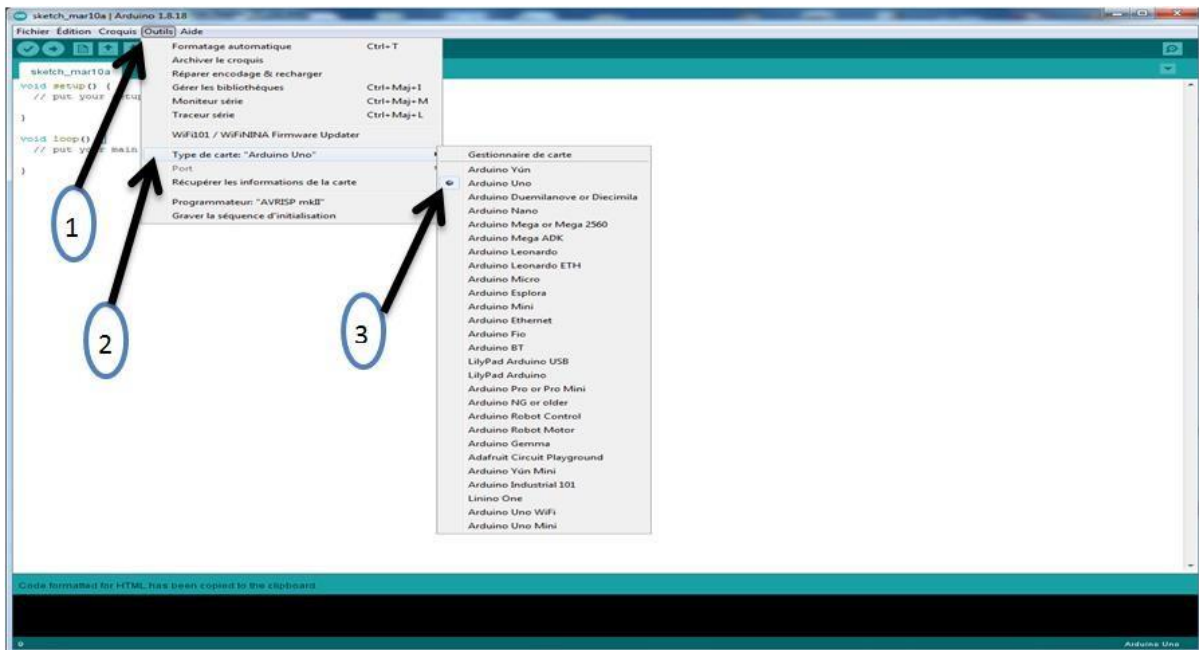 sketch_mar10a | Arduino 1.8.18
Fichier Édition Croquis Outils Aide
sketch_mar10a
void setup() {
// put your setup
}
void loop() {
// put your main
}
Formatage automatique Ctrl+T
Archiver le croquis
Réparer encodage & recharger
Gérer les bibliothèques Ctrl+Maj+I
Moniteur série Ctrl+Maj+M
Traceur série Ctrl+Maj+L
WiFi101 / WiFiNINA Firmware Updater
Type de carte: "Arduino Uno"
Port
Récupérer les informations de la carte
Programmateur: "AVRISP mkII"
Graver la séquence d'initialisation
Gestionnaire de carte
Arduino Yún
Arduino Uno
Arduino Duemilanove or Diecimila
Arduino Nano
Arduino Mega or Mega 2560
Arduino Mega ADK
Arduino Leonardo
Arduino Leonardo ETH
Arduino Micro
Arduino Esplora
Arduino Mini
Arduino Ethernet
Arduino Fio
Arduino BT
LilyPad Arduino USB
LilyPad Arduino
Arduino Pro or Pro Mini
Arduino NG or older
Arduino Robot Control
Arduino Robot Motor
Arduino Gemma
Adafruit Circuit Playground
Arduino Yún Mini
Arduino Industrial 101
Linino One
Arduino Uno WiFi
Arduino Uno Mini
1
2
3
Code formatted for HTML has been copied to the clipboard.
Arduino Uno